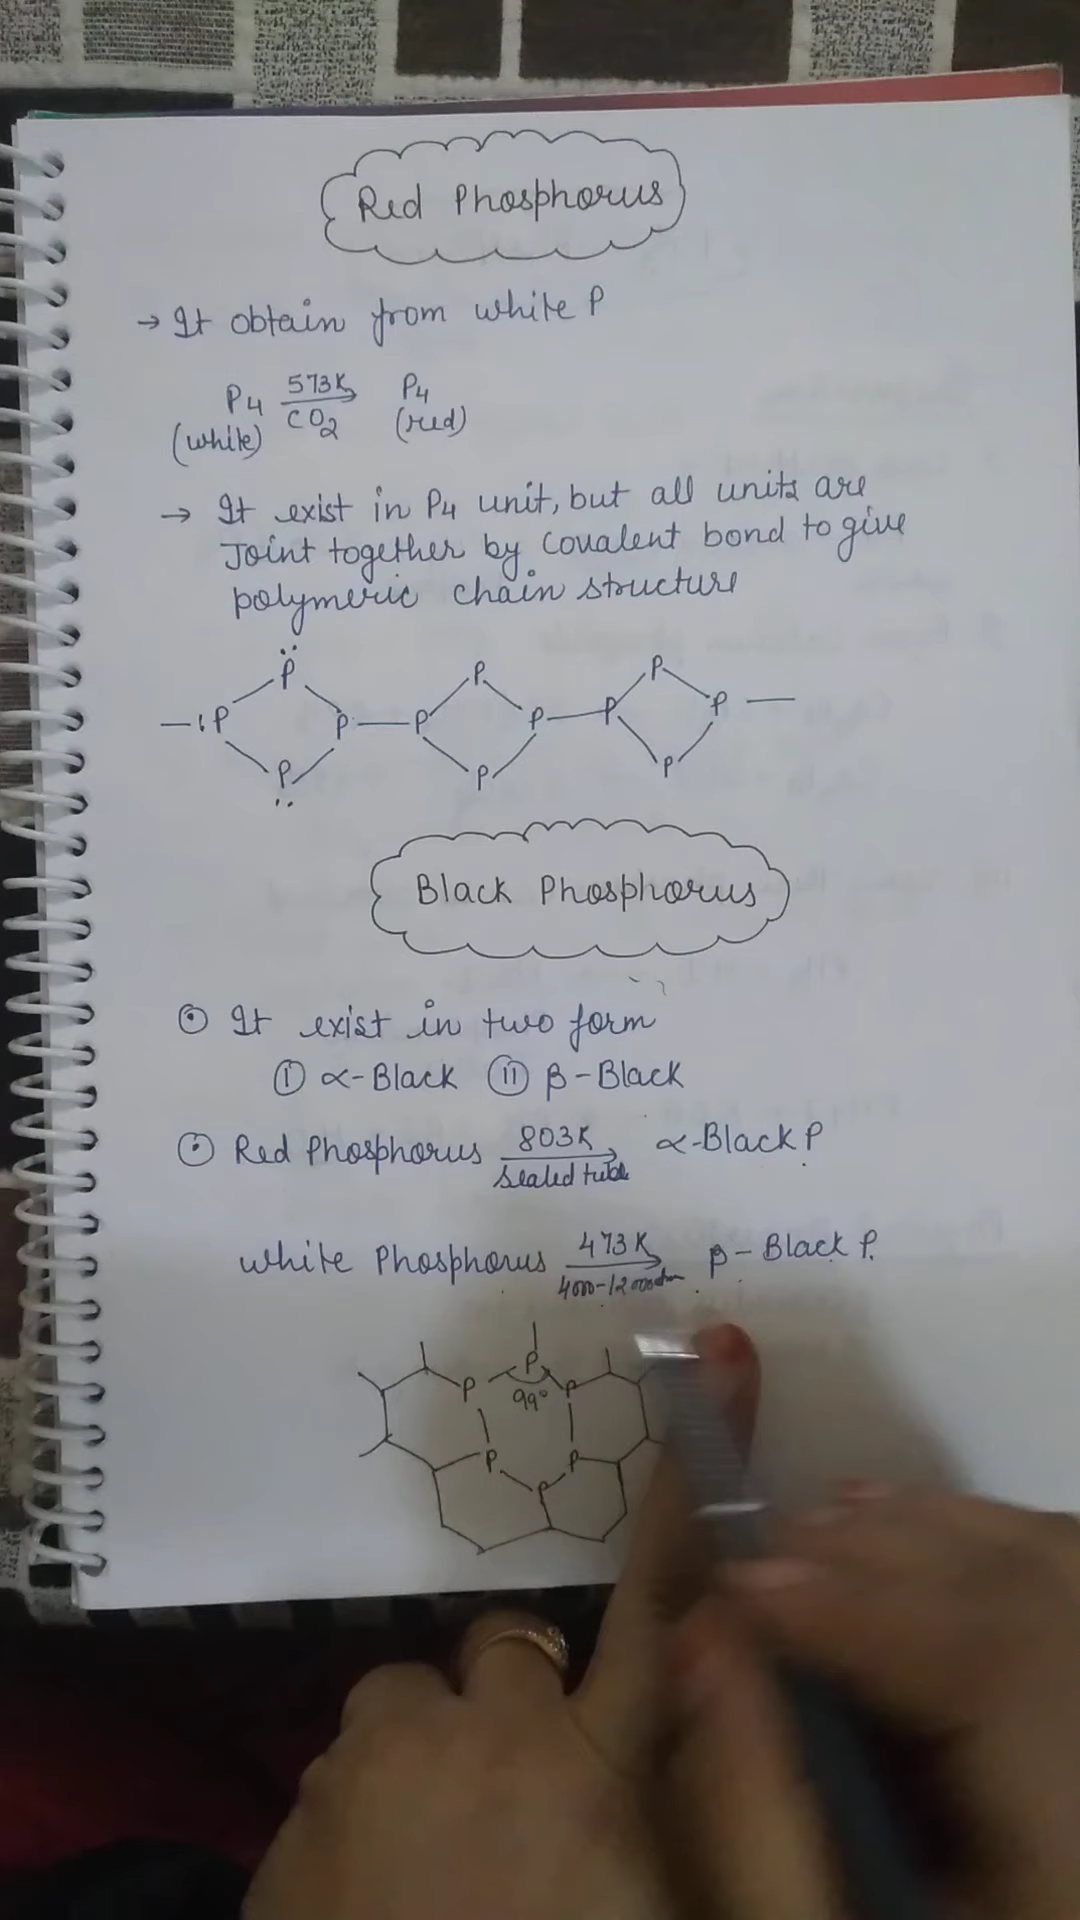 Red Phosphorus
→ It obtain from white P
P4 573K P4
(white) CO2 (red)
→ It exist in P4 unit, but all units are
Joint together by covalent bond to give
polymeric chain structure
P P P
—:P P—P P—P P—
P P P
Black Phosphorus
⊙ It exist in two form
(I) α-Black (II) β-Black
⊙ Red Phosphorus 803K α-Black P
sealed tube
white Phosphorus 473K β-Black P.
4000-12000atm
P
P P
99°
P P
P